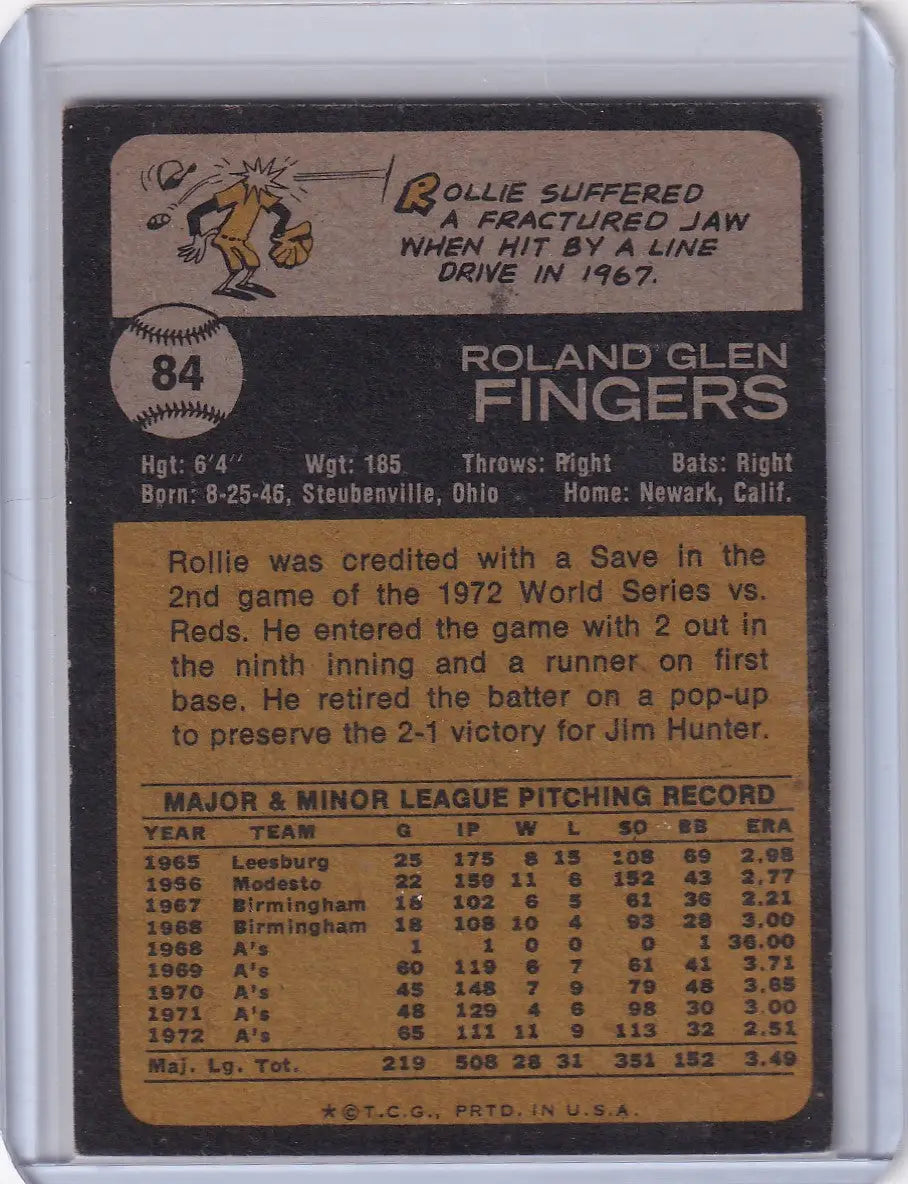 ROLLIE SUFFERED
A FRACTURED JAW
WHEN HIT BY A LINE
DRIVE IN 1967.
84
ROLAND GLEN
FINGERS
Hgt: 6'4" Wgt: 185 Throws: Right Bats: Right
Born: 8-25-46, Steubenville, Ohio Home: Newark, Calif.
Rollie was credited with a Save in the
2nd game of the 1972 World Series vs.
Reds. He entered the game with 2 out in
the ninth inning and a runner on first
base. He retired the batter on a pop-up
to preserve the 2-1 victory for Jim Hunter.
MAJOR & MINOR LEAGUE PITCHING RECORD
YEAR TEAM G IP W L SO BB ERA
1965 Leesburg 25 175 8 15 108 69 2.98
1966 Modesto 22 159 11 6 152 43 2.77
1967 Birmingham 18 102 6 5 61 36 2.21
1968 Birmingham 18 108 10 4 93 28 3.00
1968 A's 1 1 0 0 0 1 36.00
1969 A's 60 119 6 7 61 41 3.71
1970 A's 45 148 7 9 79 48 3.65
1971 A's 48 129 4 6 98 30 3.00
1972 A's 65 111 11 9 113 32 2.51
Maj. Lg. Tot. 219 508 28 31 351 152 3.49
★©T.C.G., PRTD. IN U.S.A.